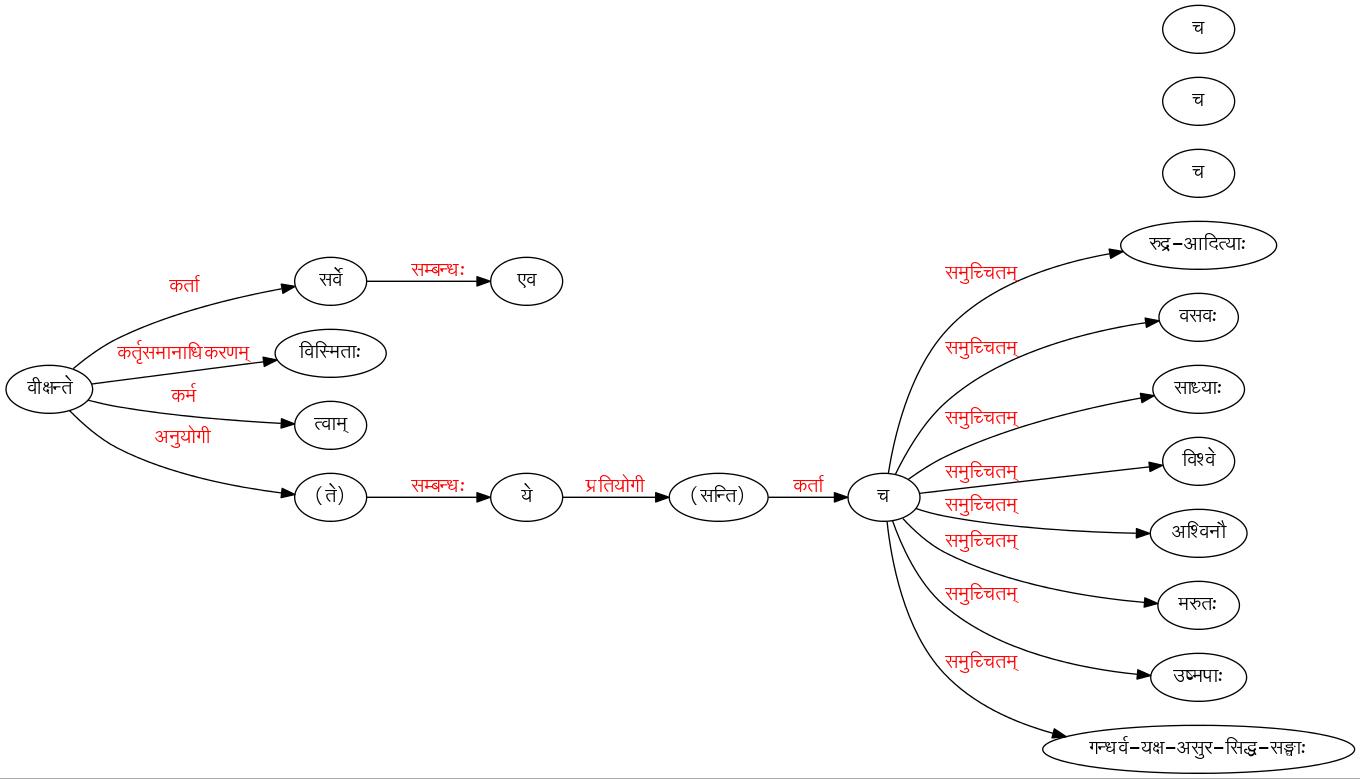 च
च
च
रुद्र-आदित्याः
समुच्चितम्
सर्वे
सम्बन्धः
एव
कर्ता
वसवः
समुच्चितम्
कर्तृसमानाधिकरणम्
विस्मिताः
वीक्षन्ते
साध्याः
कर्म
समुच्चितम्
त्वाम्
अनुयोगी
विश्वे
समुच्चितम्
(ते)
सम्बन्धः
ये
प्रतियोगी
(सन्ति)
कर्ता
च
समुच्चितम्
अश्विनौ
समुच्चितम्
मरुतः
समुच्चितम्
उष्मपाः
समुच्चितम्
गन्धर्व-यक्ष-असुर-सिद्ध-सङ्घाः